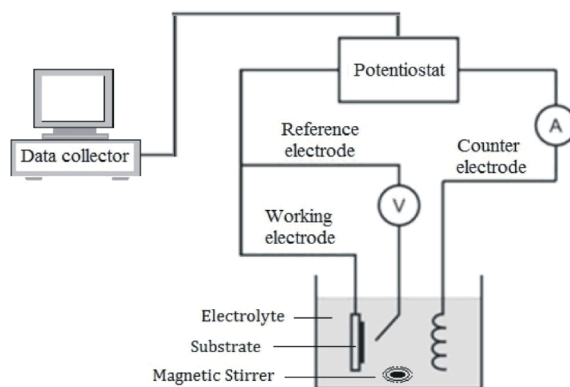 Potentiostat
Data collector
Reference
electrode
Counter
electrode
A
V
Working
electrode
Electrolyte
Substrate
Magnetic Stirrer